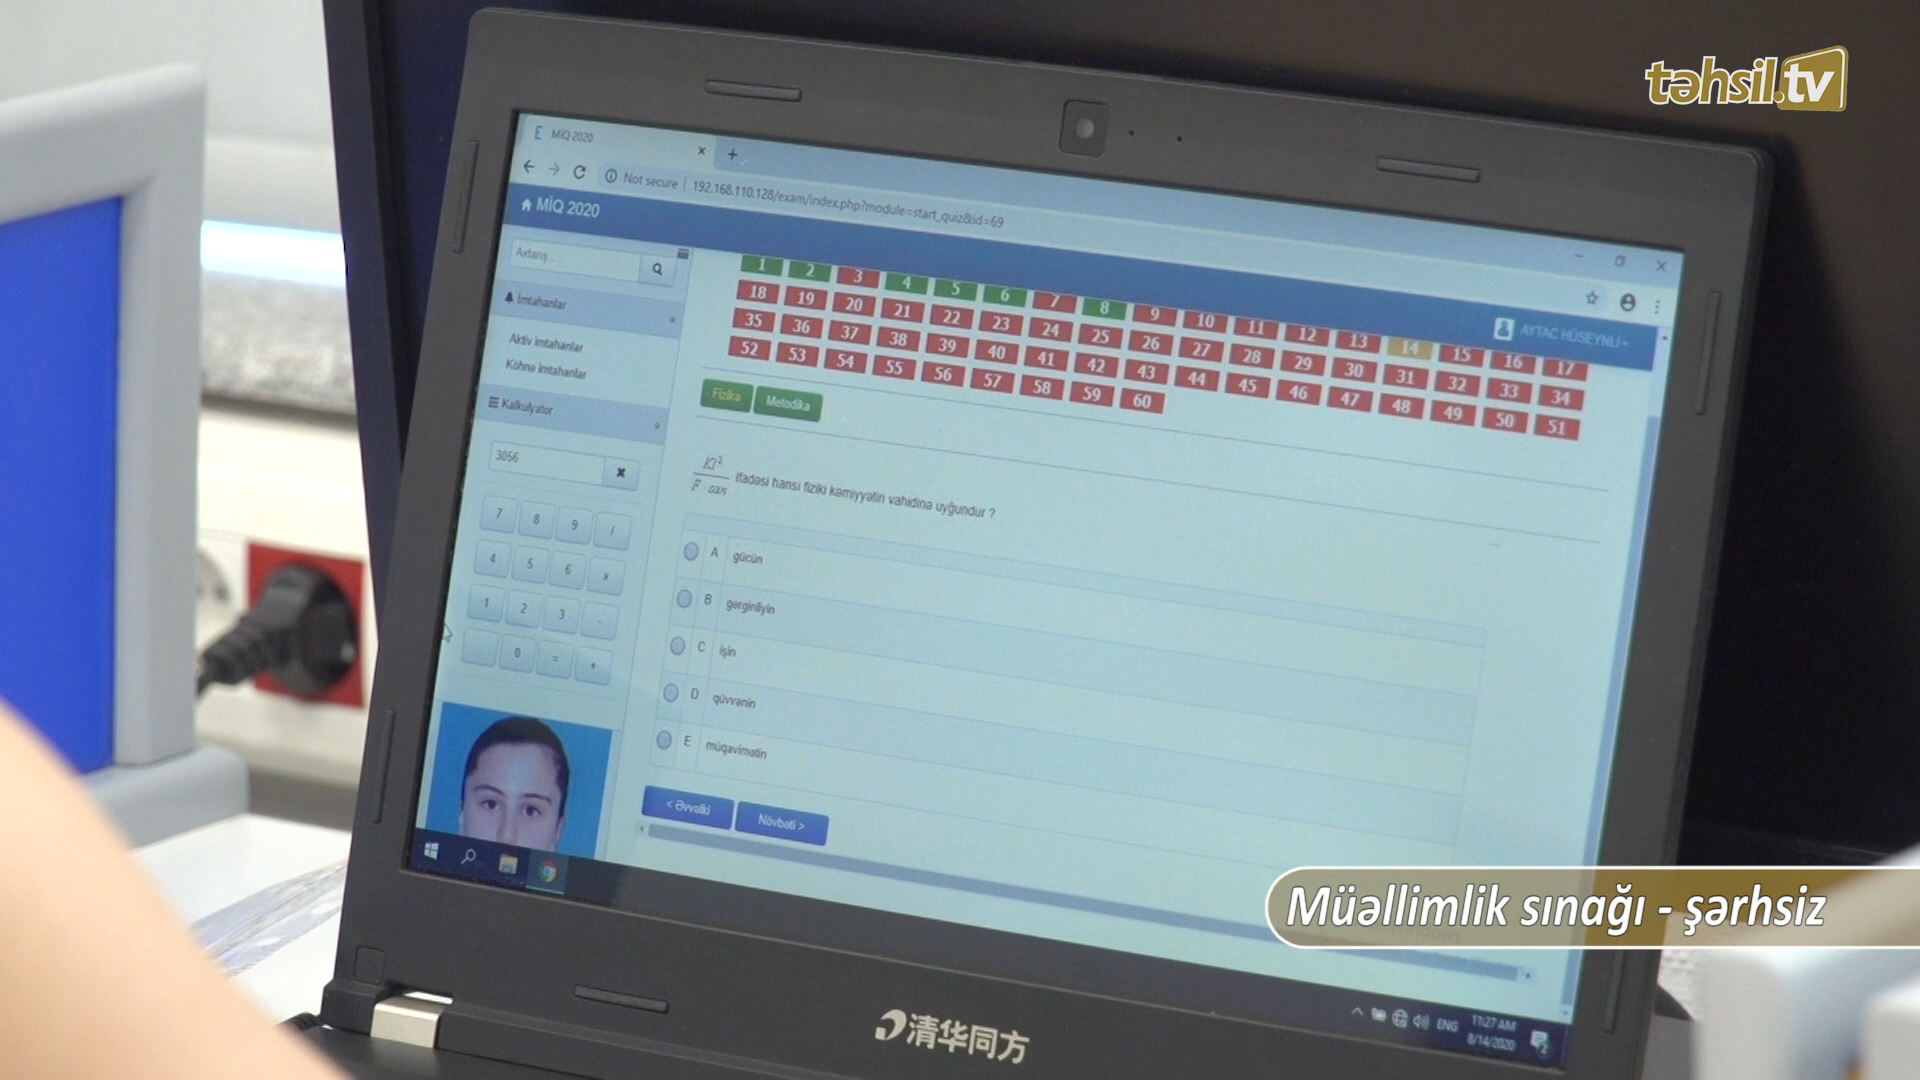 təhsil.tv
MİQ 2020
Not secure | 192.168.110.128/exam/index.php?module=start_quiz&id=69
MİQ 2020
AYTAC HÜSEYNLİ
Axtarış...
İmtahanlar
Aktiv imtahanlar
Köhnə imtahanlar
Kalkulyator
3056
7 8 9 /
4 5 6 x
1 2 3 -
0 = +
1 2 3 4 5 6 7 8 9 10 11 12 13 14 15 16 17
18 19 20 21 22 23 24 25 26 27 28 29 30 31 32 33 34
35 36 37 38 39 40 41 42 43 44 45 46 47 48 49 50 51
52 53 54 55 56 57 58 59 60
Fizika Metodika
Kl²/F · san ifadəsi hansı fiziki kəmiyyətin vahidinə uyğundur ?
A gücün
B gərginliyin
C işin
D qüvvənin
E müqavimətin
< Əvvəlki Növbəti >
Müəllimlik sınağı - şərhsiz
ENG 11:27 AM
8/14/2020
清华同方